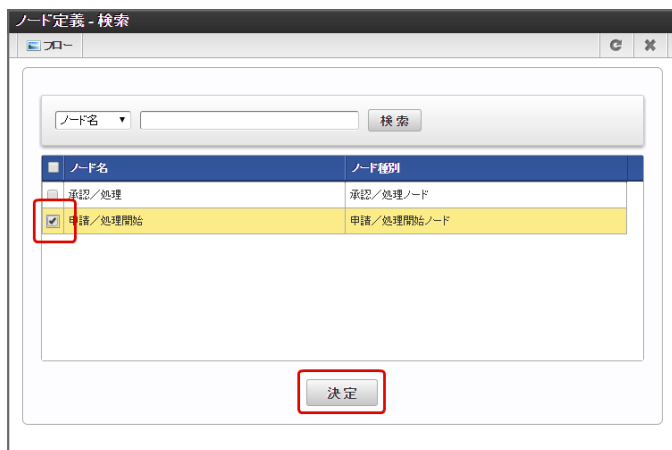 ノード定義 - 検索
フロー
ノード名 検索
ノード名 ノード種別
承認／処理 承認／処理ノード
申請／処理開始 申請／処理開始ノード
決定